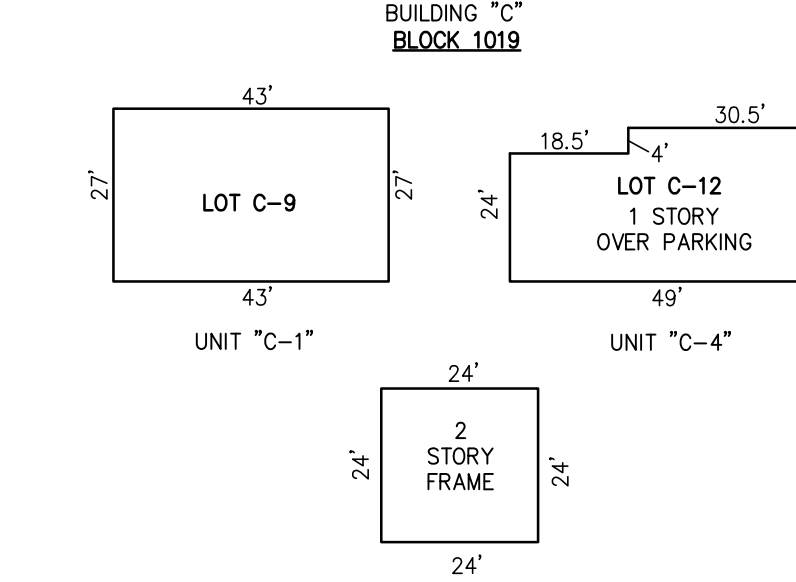 BUILDING "C"
BLOCK 1019
43'
27'
LOT C-9
27'
43'
UNIT "C-1"
30.5'
18.5'
4'
24'
LOT C-12
1 STORY
OVER PARKING
49'
UNIT "C-4"
24'
24'
2
STORY
FRAME
24'
24'